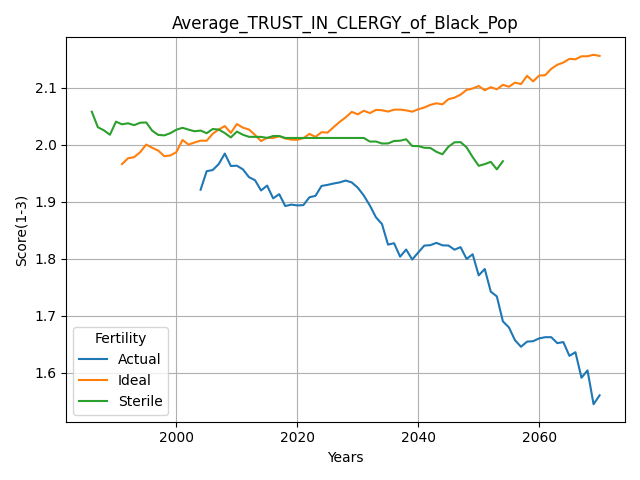 Average_TRUST_IN_CLERGY_of_Black_Pop
Score(1-3)
2.1
2.0
1.9
1.8
1.7
1.6
Fertility
Actual
Ideal
Sterile
2000 2020 2040 2060
Years